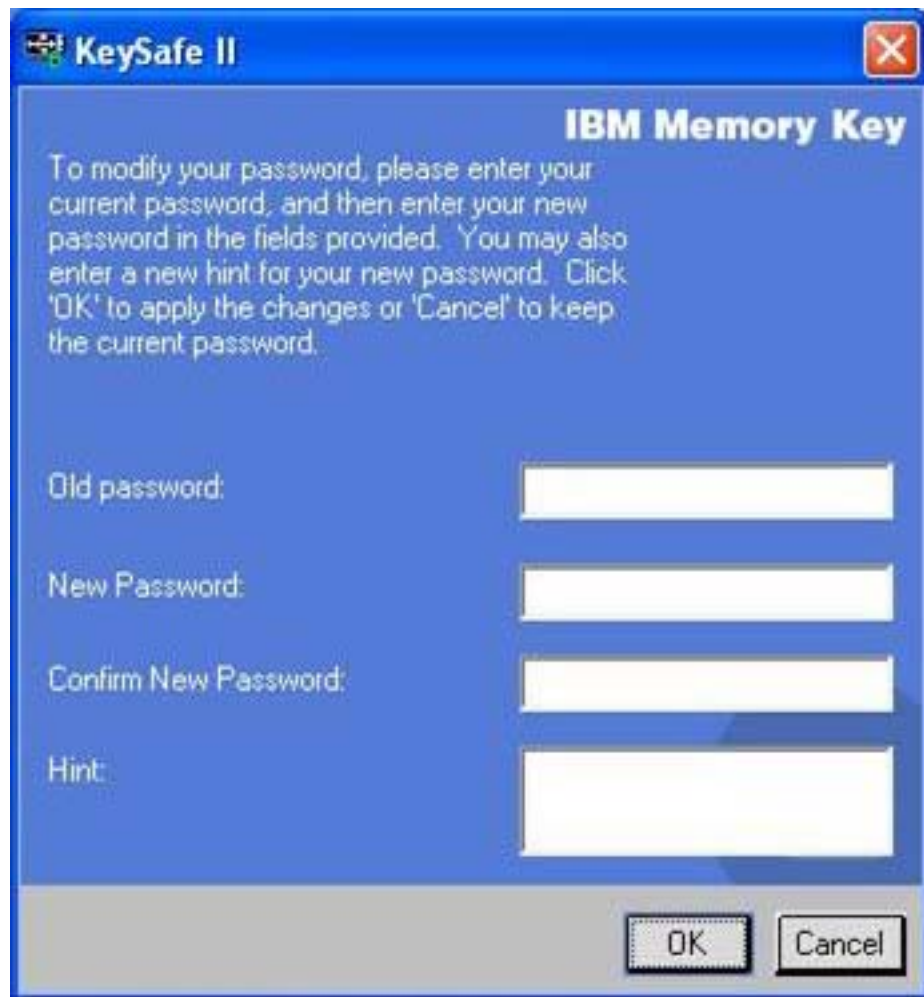 KeySafe II
IBM Memory Key
To modify your password, please enter your
current password, and then enter your new
password in the fields provided.  You may also
enter a new hint for your new password.  Click
'OK' to apply the changes or 'Cancel' to keep
the current password.
Old password:
New Password:
Confirm New Password:
Hint:
OK
Cancel